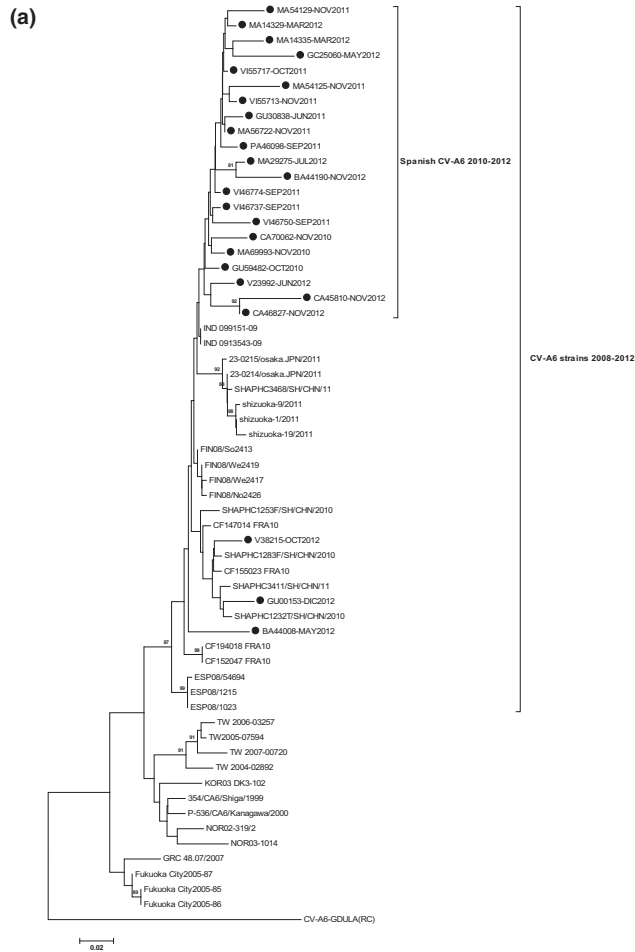 (a)
MA54129-NOV2011
MA14329-MAR2012
MA14335-MAR2012
GC25060-MAY2012
VI55717-OCT2011
MA54125-NOV2011
VI55713-NOV2011
GU30838-JUN2011
MA56722-NOV2011
PA46098-SEP2011
MA29275-JUL2012
81
BA44190-NOV2012
VI46774-SEP2011
VI46737-SEP2011
VI46750-SEP2011
CA70062-NOV2010
MA69993-NOV2010
GU59482-OCT2010
V23992-JUN2012
CA45810-NOV2012
92
CA46827-NOV2012
Spanish CV-A6 2010-2012
IND 099151-09
IND 0913543-09
23-0215/osaka.JPN/2011
92
23-0214/osaka.JPN/2011
SHAPHC3468/SH/CHN/11
shizuoka-9/2011
88
shizuoka-1/2011
shizuoka-19/2011
FIN08/So2413
FIN08/We2419
FIN08/We2417
FIN08/No2426
SHAPHC1253F/SH/CHN/2010
CF147014 FRA10
V38215-OCT2012
SHAPHC1283F/SH/CHN/2010
CF155023 FRA10
SHAPHC3411/SH/CHN/11
GU00153-DIC2012
SHAPHC1232T/SH/CHN/2010
BA44008-MAY2012
87
CF194018 FRA10
99
CF152047 FRA10
ESP08/54694
99
ESP08/1215
ESP08/1023
CV-A6 strains 2008-2012
TW 2006-03257
91
TW2005-07594
91
TW 2007-00720
TW 2004-02892
KOR03 DK3-102
354/CA6/Shiga/1999
P-536/CA6/Kanagawa/2000
NOR02-319/2
NOR03-1014
GRC 48.07/2007
Fukuoka City2005-87
89
Fukuoka City2005-85
Fukuoka City2005-86
CV-A6-GDULA(RC)
0.02